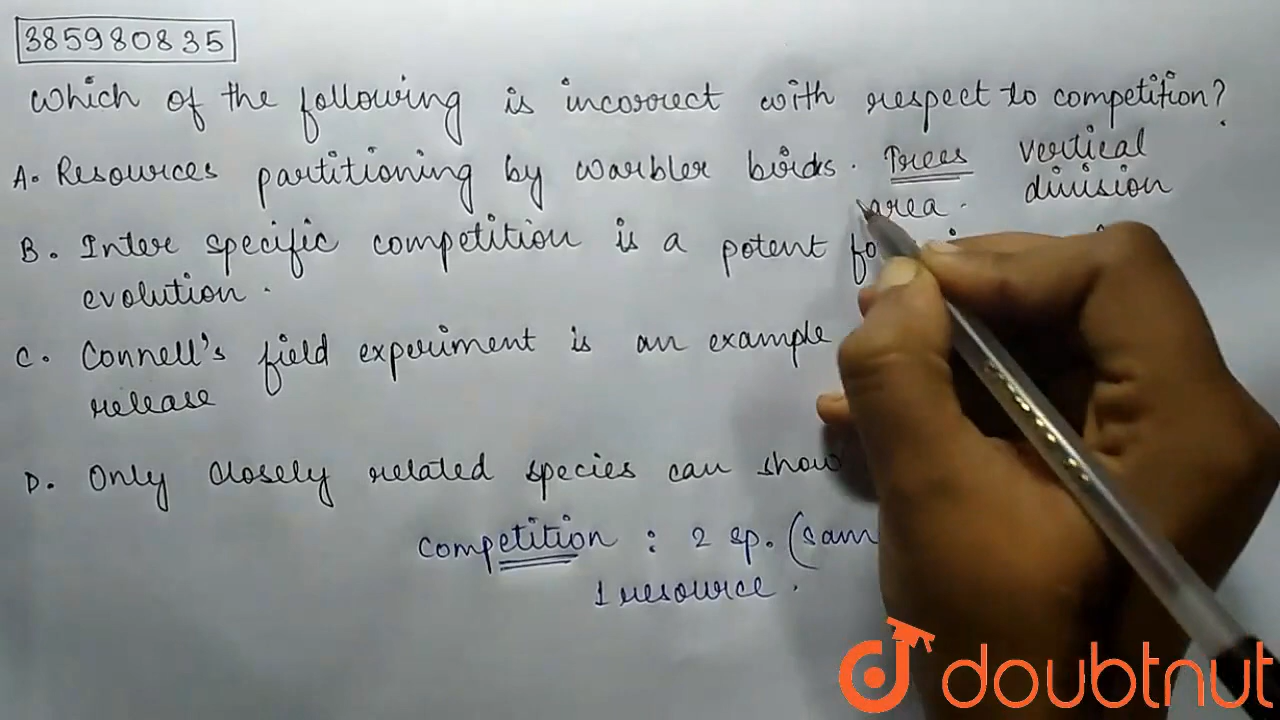 385980835
Which of the following is incorrect with respect to competition?
A. Resources partitioning by warbler birds. Trees vertical
area. division
B. Inter specific competition is a potent
evolution.
C. Connell's field experiment is an example
release
D. Only closely related species can show
competition : 2 sp. (sam
1 resource.
doubtnut